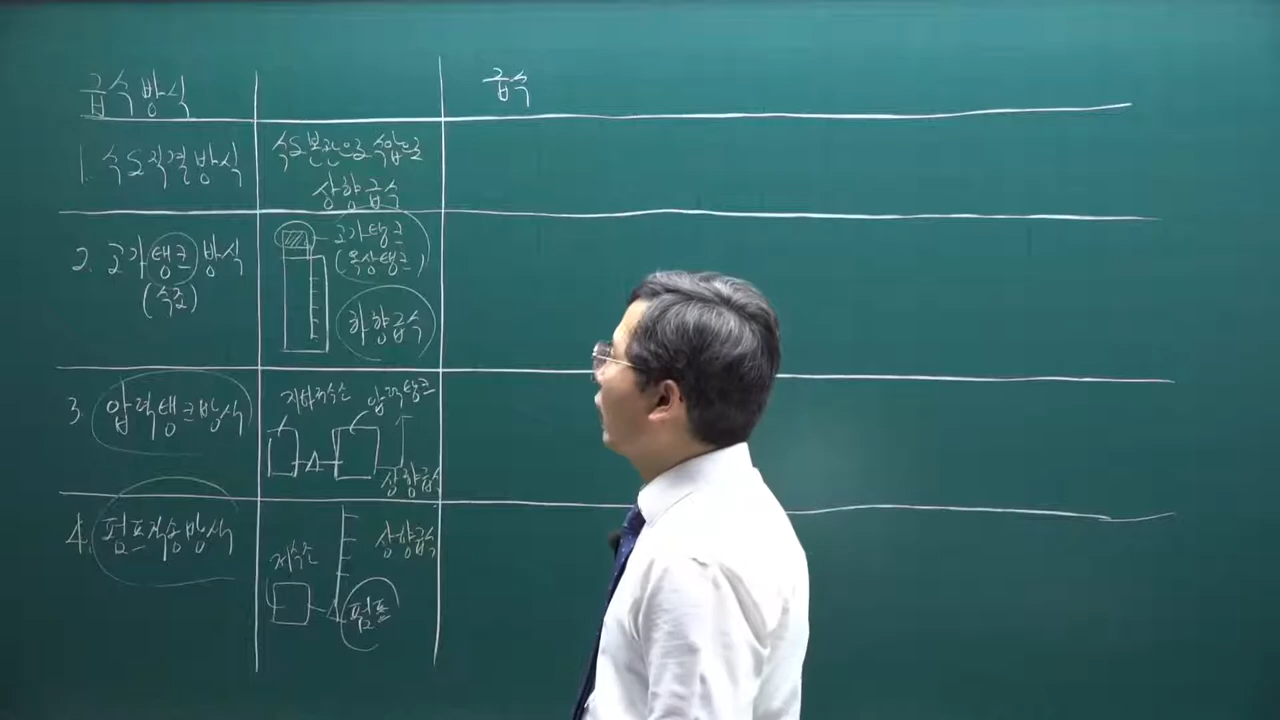 급수방식
급수
1. 수도직결방식
수도본관으로 수압으로
상향급수
2. 고가탱크방식
(수조)
고가탱크
(옥상탱크)
하향급수
3. 압력탱크방식
지하저수조 압력탱크
상향급수
4. 펌프직송방식
저수조
상향급수
펌프